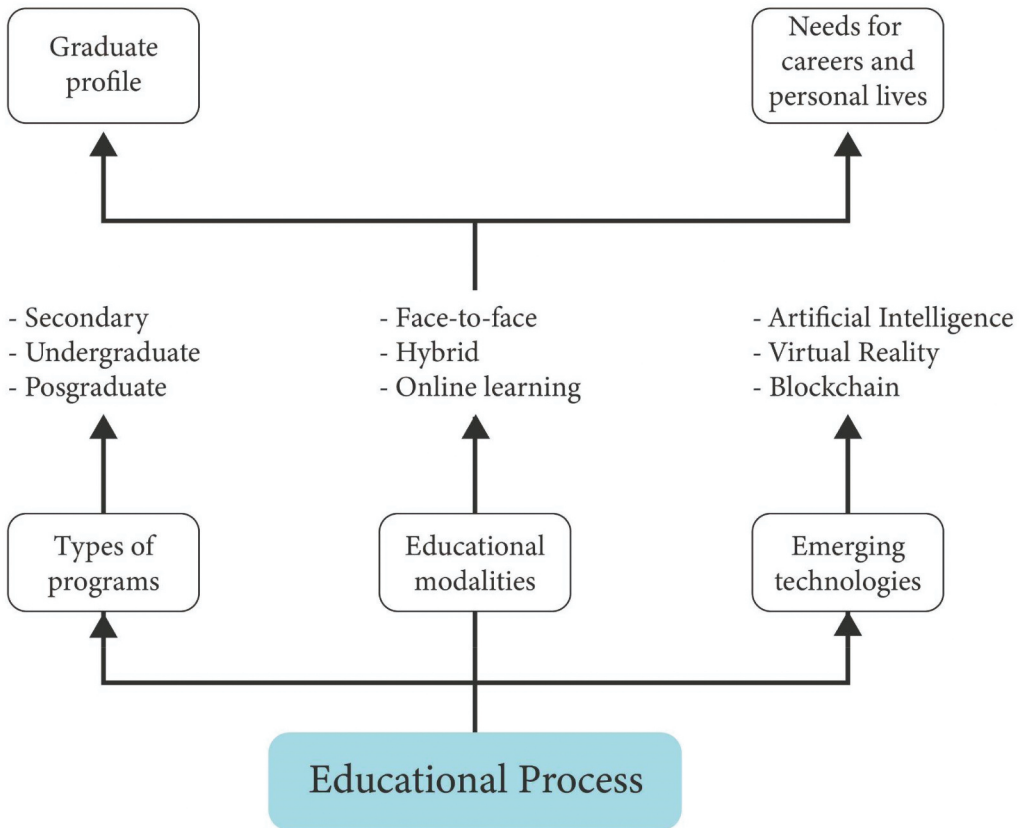 Graduate
profile
Needs for
careers and
personal lives
- Secondary
- Undergraduate
- Posgraduate
- Face-to-face
- Hybrid
- Online learning
- Artificial Intelligence
- Virtual Reality
- Blockchain
Types of
programs
Educational
modalities
Emerging
technologies
Educational Process